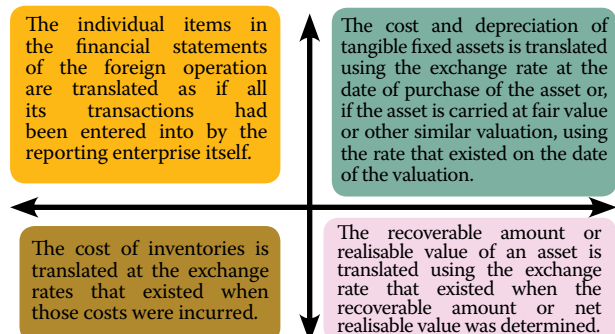 The individual items in
the financial statements
of the foreign operation
are translated as if all
its transactions had
been entered into by the
reporting enterprise itself.
The cost and depreciation of
tangible fixed assets is translated
using the exchange rate at the
date of purchase of the asset or,
if the asset is carried at fair value
or other similar valuation, using
the rate that existed on the date
of the valuation.
The cost of inventories is
translated at the exchange
rates that existed when
those costs were incurred.
The recoverable amount or
realisable value of an asset is
translated using the exchange
rate that existed when the
recoverable amount or net
realisable value was determined.